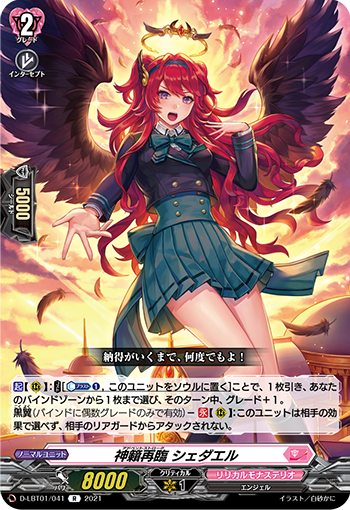 2
グレード
インターセプト
5000
シールド
納得がいくまで、何度でもよ!
起【R】:【[CB1],このユニットをソウルに置く】ことで、1枚引き、あなた
のバインドゾーンから1枚まで選び、そのターン中、グレード+1。
黒翼(バインドに偶数グレードのみで有効)-永【R】:このユニットは相手の効
果で選べず、相手のリアガードからアタックされない。
ノーマルユニット
神籟再臨 シェダエル
リリカルモナステリオ
パワー
8000
クリティカル
1
エンジェル
D-LBT01/041 R 2021
イラスト/白砂かに